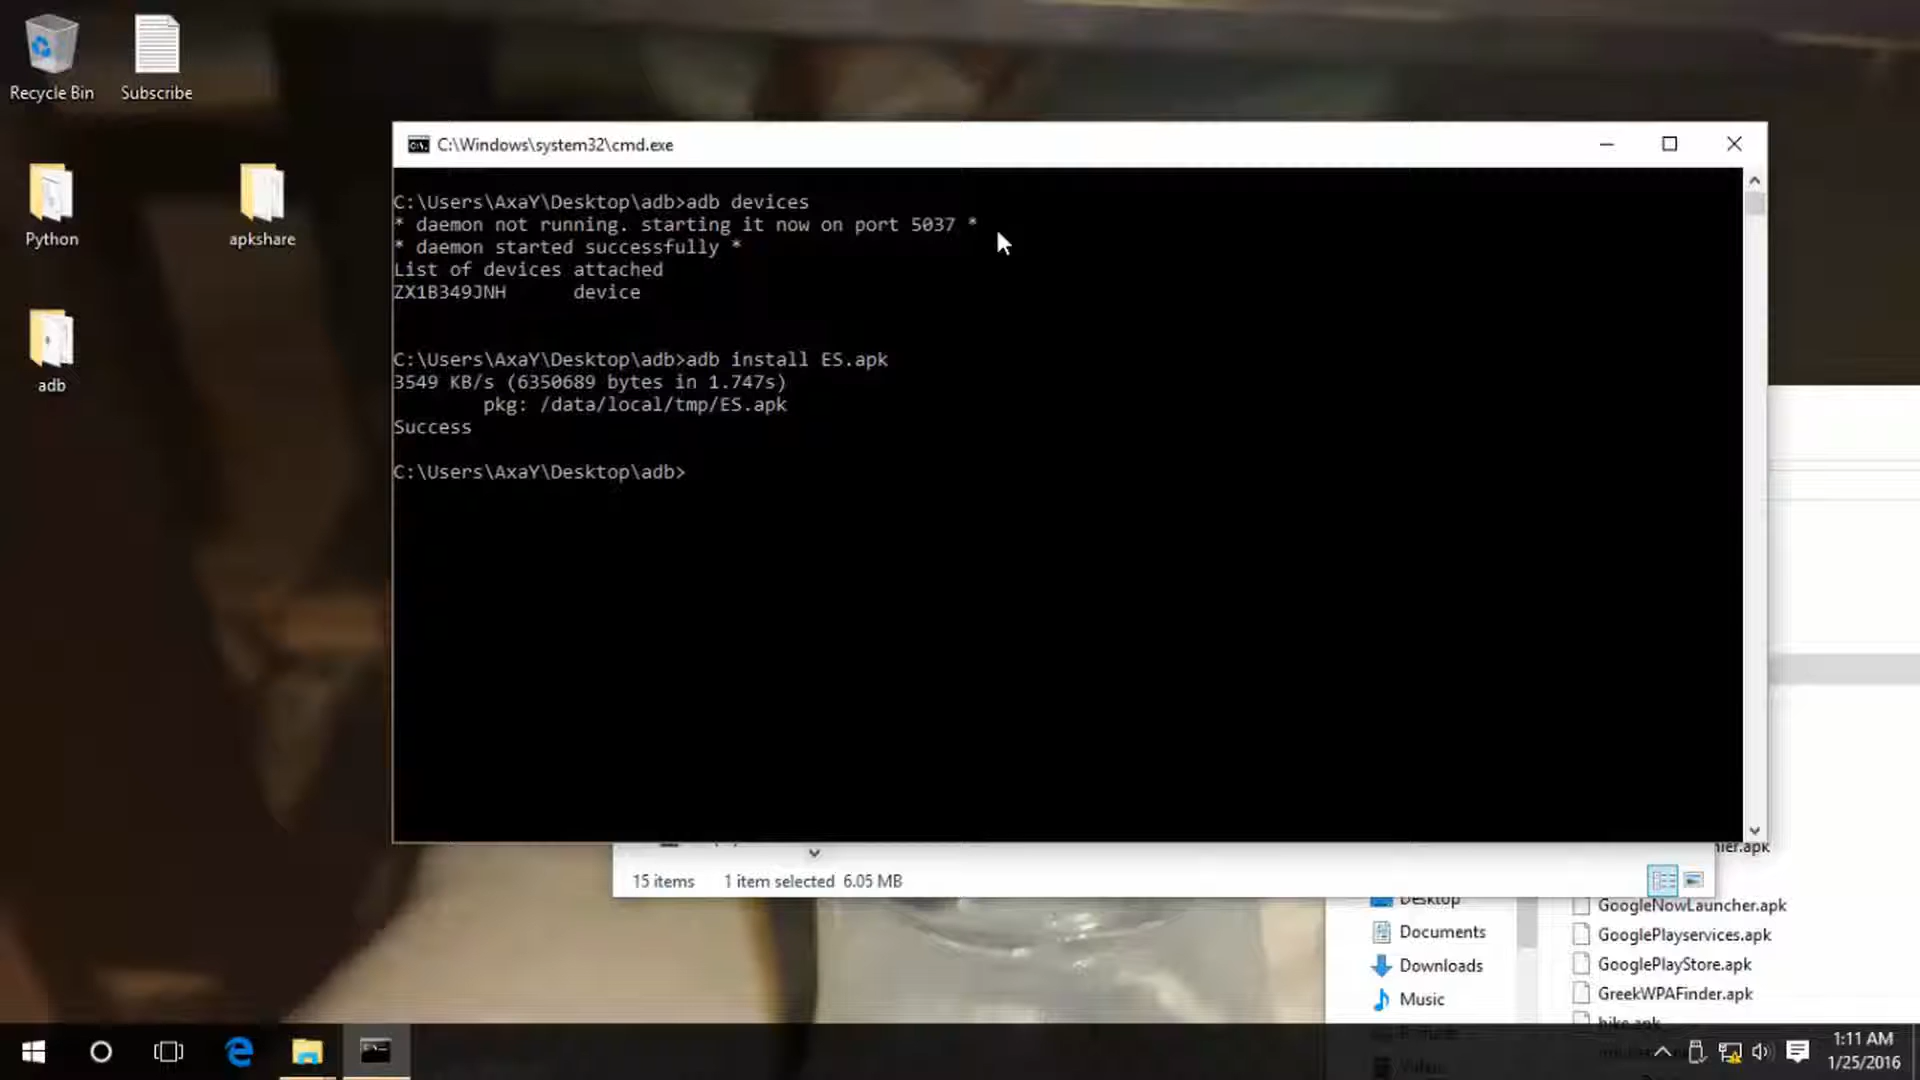 Recycle Bin
Subscribe
Python
apkshare
adb
C:\Windows\system32\cmd.exe
C:\Users\AxaY\Desktop\adb>adb devices
* daemon not running. starting it now on port 5037 *
* daemon started successfully *
List of devices attached
ZX1B349JNH device
C:\Users\AxaY\Desktop\adb>adb install ES.apk
3549 KB/s (6350689 bytes in 1.747s)
pkg: /data/local/tmp/ES.apk
Success
C:\Users\AxaY\Desktop\adb>
15 items 1 item selected 6.05 MB
Desktop
Documents
Downloads
Music
GoogleNowLauncher.apk
GooglePlayservices.apk
GooglePlayStore.apk
GreekWPAFinder.apk
hike.apk
1:11 AM
1/25/2016